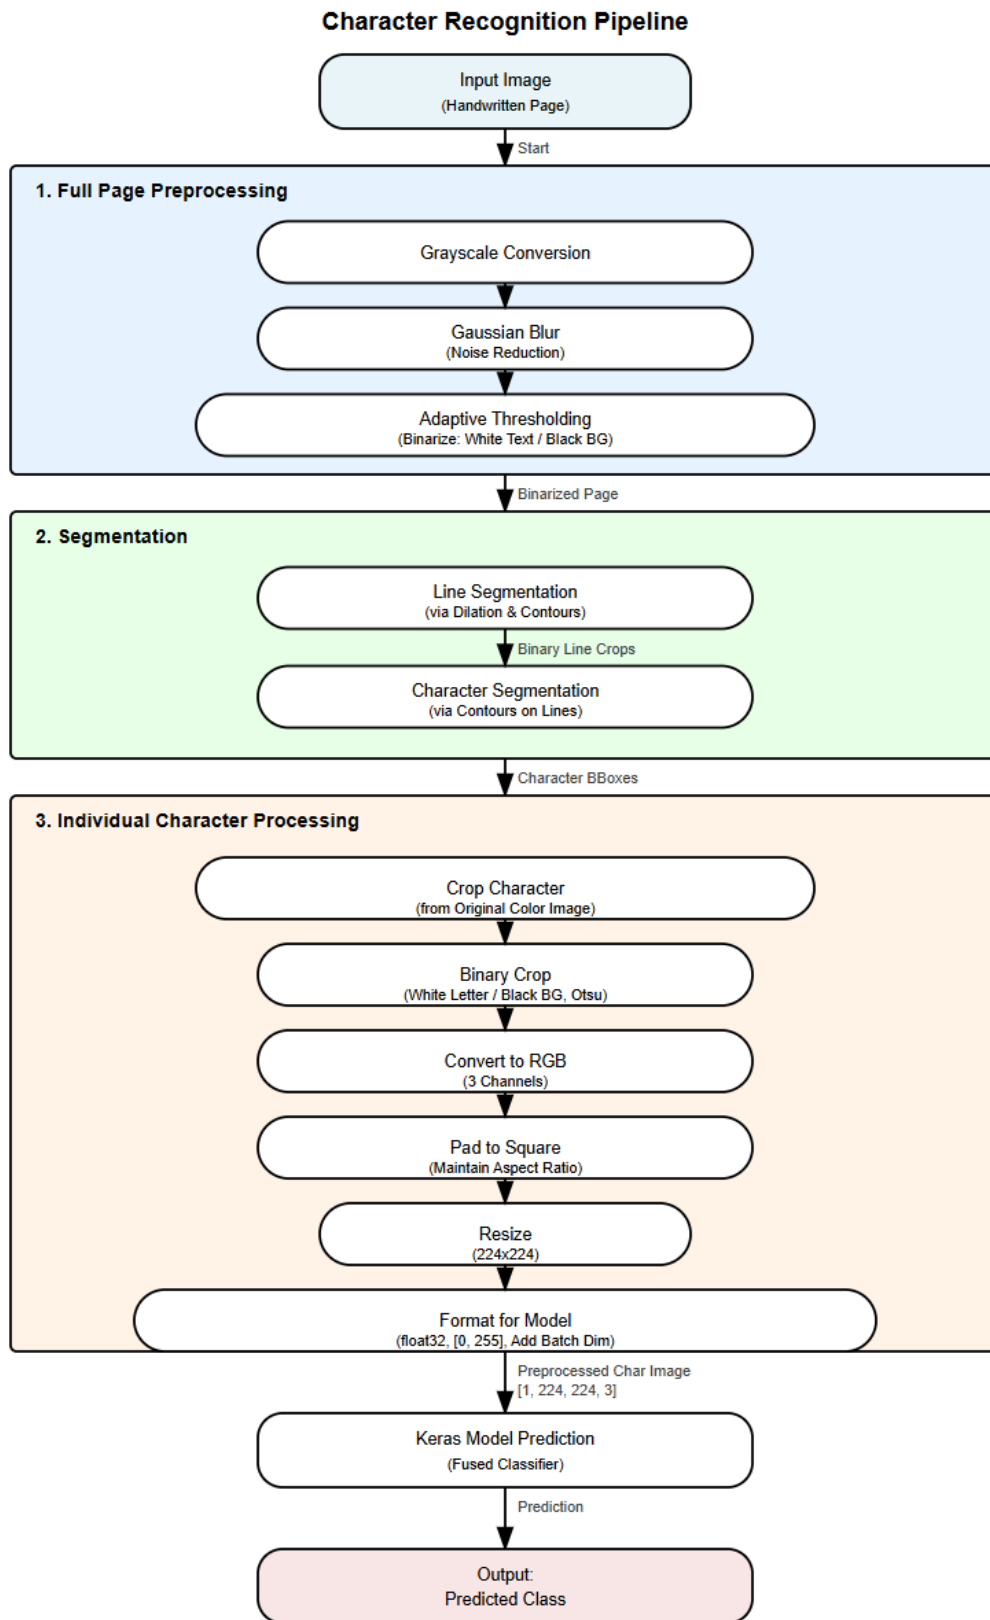 Character Recognition Pipeline
Input Image
(Handwritten Page)
Start
1. Full Page Preprocessing
Grayscale Conversion
Gaussian Blur
(Noise Reduction)
Adaptive Thresholding
(Binarize: White Text / Black BG)
Binarized Page
2. Segmentation
Line Segmentation
(via Dilation & Contours)
Binary Line Crops
Character Segmentation
(via Contours on Lines)
Character BBoxes
3. Individual Character Processing
Crop Character
(from Original Color Image)
Binary Crop
(White Letter / Black BG, Otsu)
Convert to RGB
(3 Channels)
Pad to Square
(Maintain Aspect Ratio)
Resize
(224x224)
Format for Model
(float32, [0, 255], Add Batch Dim)
Preprocessed Char Image
[1, 224, 224, 3]
Keras Model Prediction
(Fused Classifier)
Prediction
Output:
Predicted Class